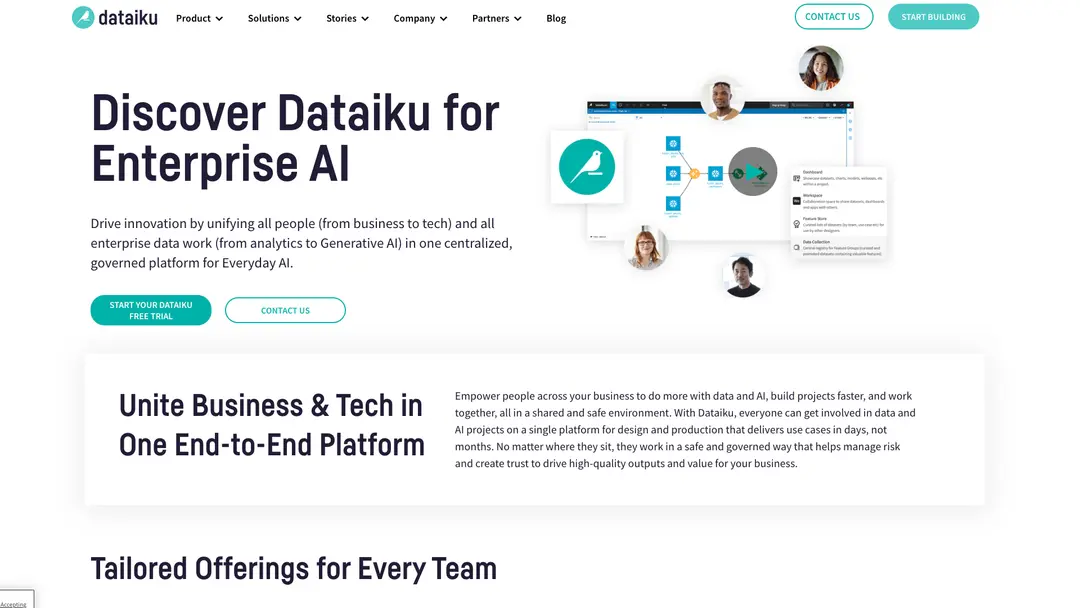 dataiku
Product
Solutions
Stories
Company
Partners
Blog
CONTACT US
START BUILDING
Discover Dataiku for
Enterprise AI
Drive innovation by unifying all people (from business to tech) and all
enterprise data work (from analytics to Generative AI) in one centralized,
governed platform for Everyday AI.
START YOUR DATAIKU
FREE TRIAL
CONTACT US
Dashboard
Workspace
Feature Store
Data Collection
Unite Business & Tech in
One End-to-End Platform
Empower people across your business to do more with data and AI, build projects faster, and work
together, all in a shared and safe environment. With Dataiku, everyone can get involved in data and
AI projects on a single platform for design and production that delivers use cases in days, not
months. No matter where they sit, they work in a safe and governed way that helps manage risk
and create trust to drive high-quality outputs and value for your business.
Tailored Offerings for Every Team
Accepting